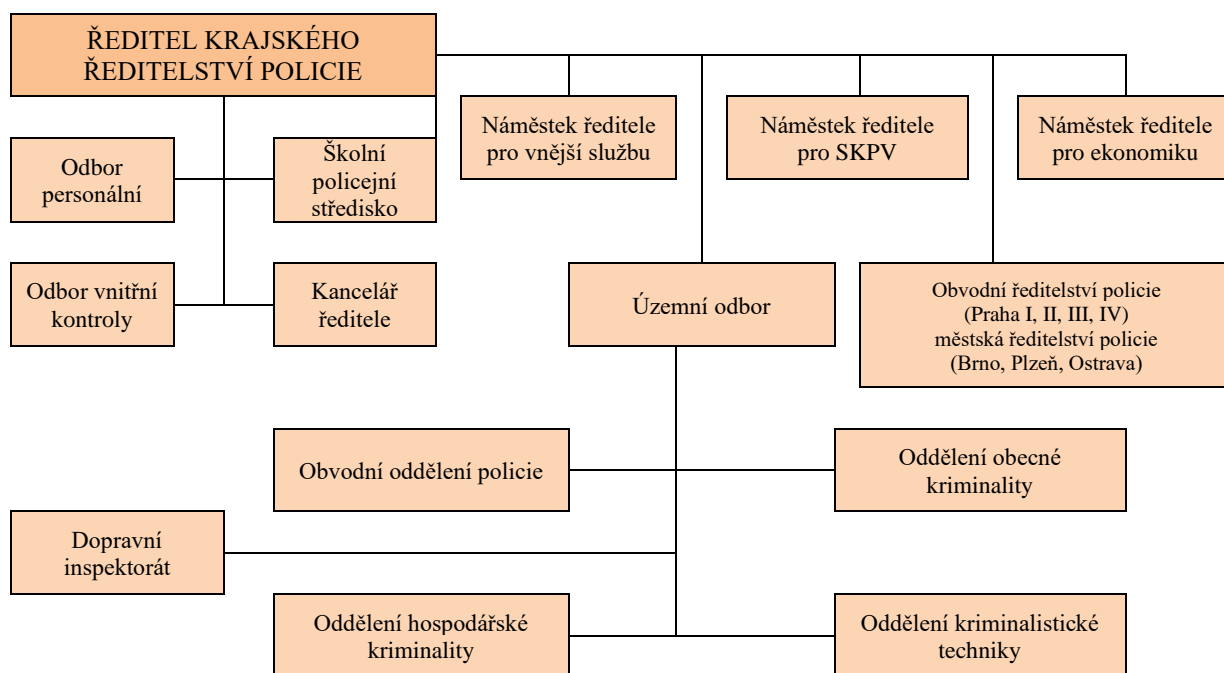 ŘEDITEL KRAJSKÉHO
ŘEDITELSTVÍ POLICIE
Náměstek ředitele
pro vnější službu
Náměstek ředitele
pro SKPV
Náměstek ředitele
pro ekonomiku
Odbor
personální
Školní
policejní
středisko
Odbor vnitřní
kontroly
Kancelář
ředitele
Územní odbor
Obvodní ředitelství policie
(Praha I, II, III, IV)
městská ředitelství policie
(Brno, Plzeň, Ostrava)
Obvodní oddělení policie
Oddělení obecné
kriminality
Dopravní
inspektorát
Oddělení hospodářské
kriminality
Oddělení kriminalistické
techniky